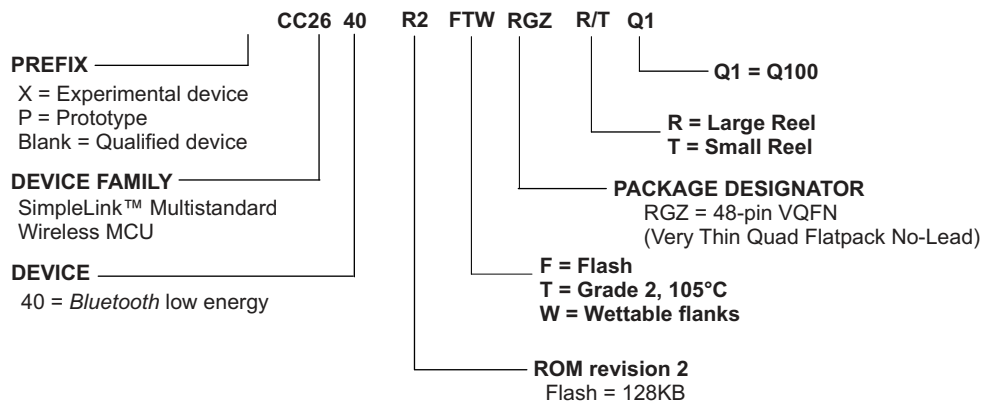 CC26 40 R2 FTW RGZ R/T Q1
PREFIX
X = Experimental device
P = Prototype
Blank = Qualified device
DEVICE FAMILY
SimpleLink™ Multistandard
Wireless MCU
DEVICE
40 = Bluetooth low energy
Q1 = Q100
R = Large Reel
T = Small Reel
PACKAGE DESIGNATOR
RGZ = 48-pin VQFN
(Very Thin Quad Flatpack No-Lead)
F = Flash
T = Grade 2, 105°C
W = Wettable flanks
ROM revision 2
Flash = 128KB